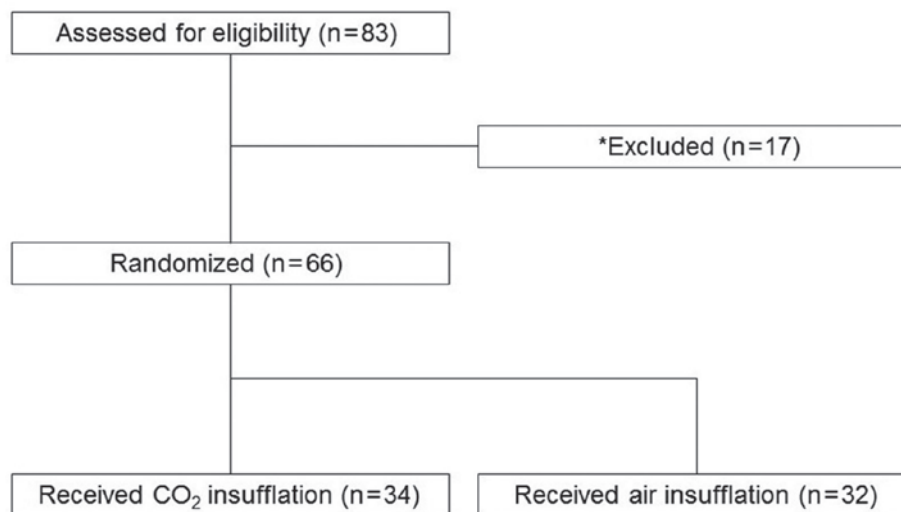 Assessed for eligibility (n=83)
*Excluded (n=17)
Randomized (n=66)
Received CO₂ insufflation (n=34)
Received air insufflation (n=32)